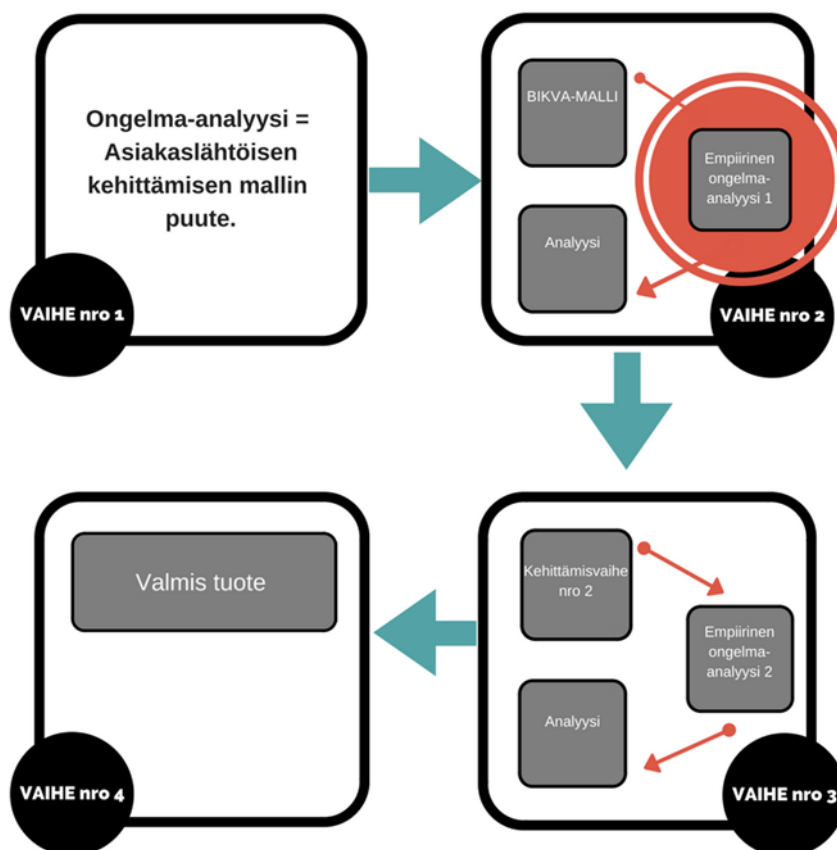 Ongelma-analyysi =
Asiakaslähtöisen
kehittämisen mallin
puute.
VAIHE nro 1
BIKVA-MALLI
Empiirinen
ongelma-
analyysi 1
Analyysi
VAIHE nro 2
Kehittämisvaihe
nro 2
Empiirinen
ongelma-
analyysi 2
Analyysi
VAIHE nro 3
Valmis tuote
VAIHE nro 4